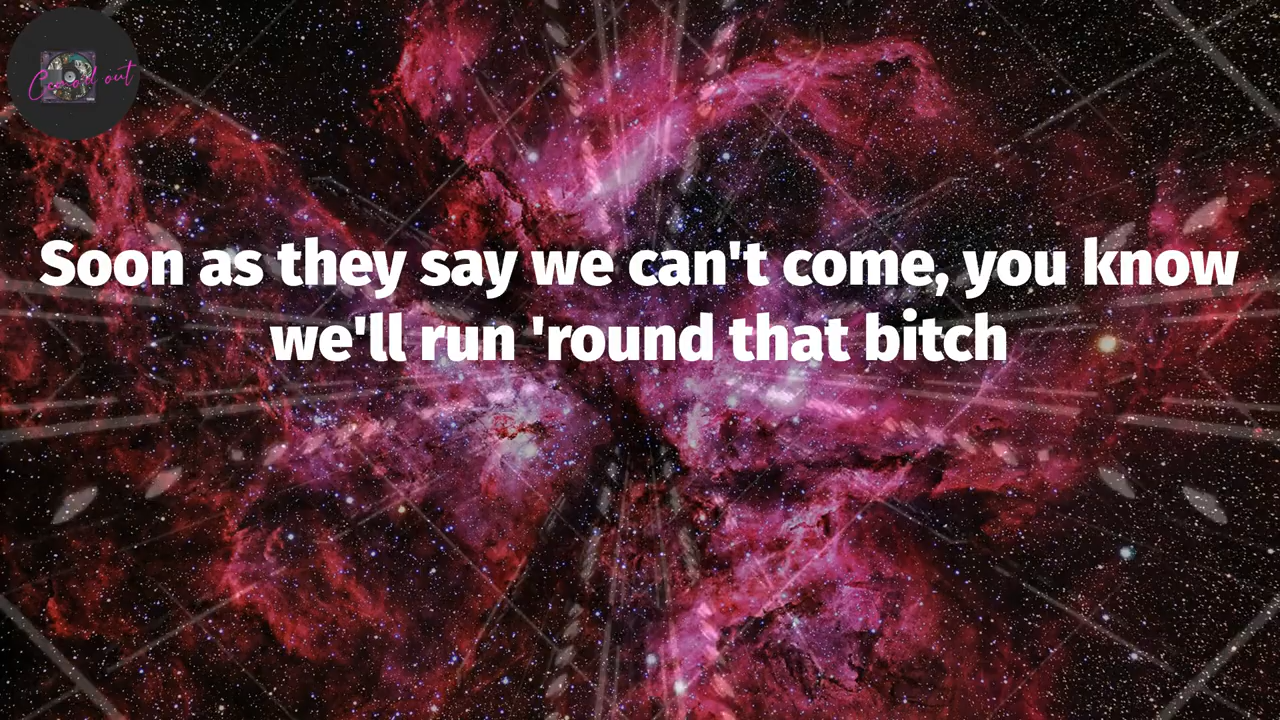 Soon as they say we can't come, you know
we'll run 'round that bitch